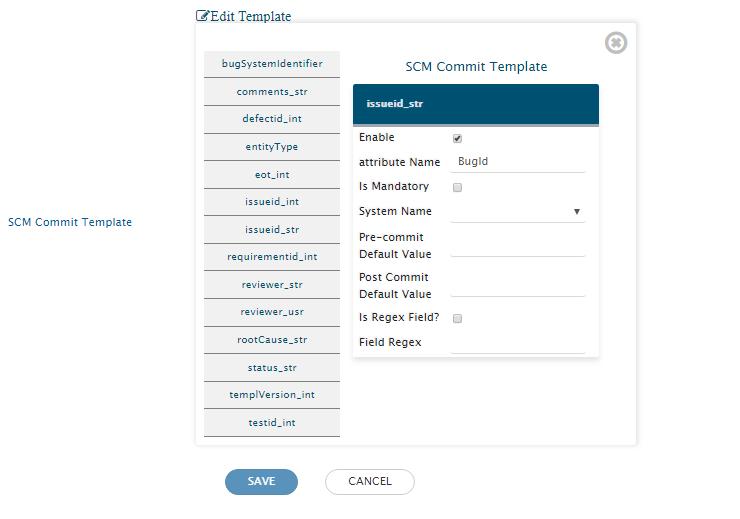 Edit Template
SCM Commit Template
bugSystemIdentifier
comments_str
defectid_int
entityType
eot_int
issueid_int
issueid_str
requirementid_int
reviewer_str
reviewer_usr
rootCause_str
status_str
templVersion_int
testid_int
SCM Commit Template
issueid_str
Enable
attribute Name BugId
Is Mandatory
System Name
Pre-commit
Default Value
Post Commit
Default Value
Is Regex Field?
Field Regex
SAVE CANCEL